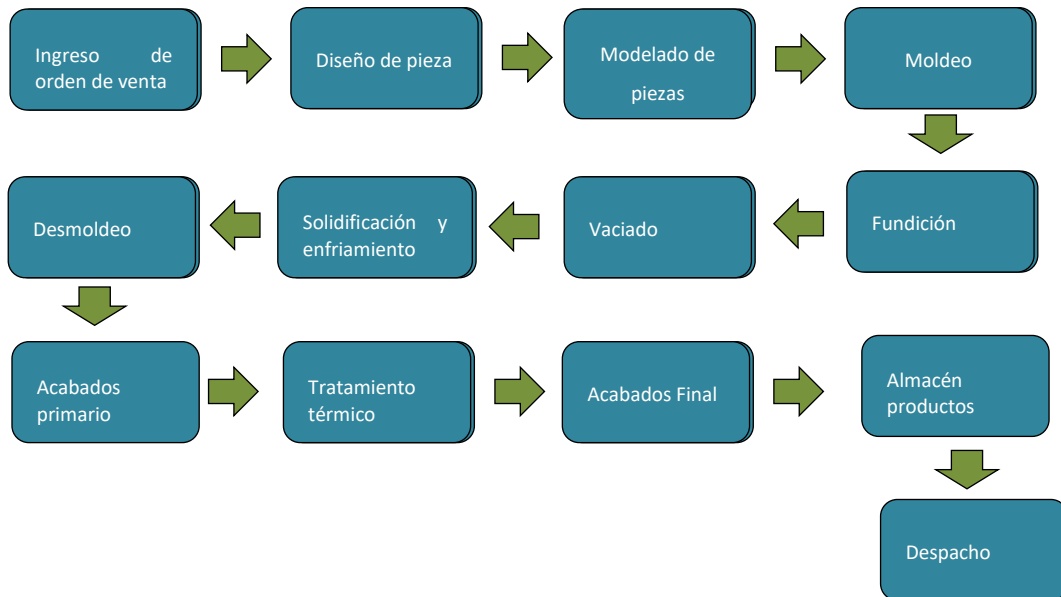 Ingreso de
orden de venta
Diseño de pieza
Modelado de
piezas
Moldeo
Fundición
Vaciado
Solidificación y
enfriamiento
Desmoldeo
Acabados
primario
Tratamiento
térmico
Acabados Final
Almacén
productos
Despacho